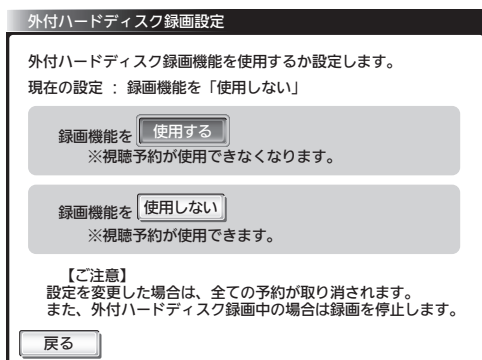 外付ハードディスク録画設定
外付ハードディスク録画機能を使用するか設定します。
現在の設定 : 録画機能を「使用しない」
録画機能を 使用する
※視聴予約が使用できなくなります。
録画機能を 使用しない
※視聴予約が使用できます。
【ご注意】
設定を変更した場合は、全ての予約が取り消されます。
また、外付ハードディスク録画中の場合は録画を停止します。
戻る